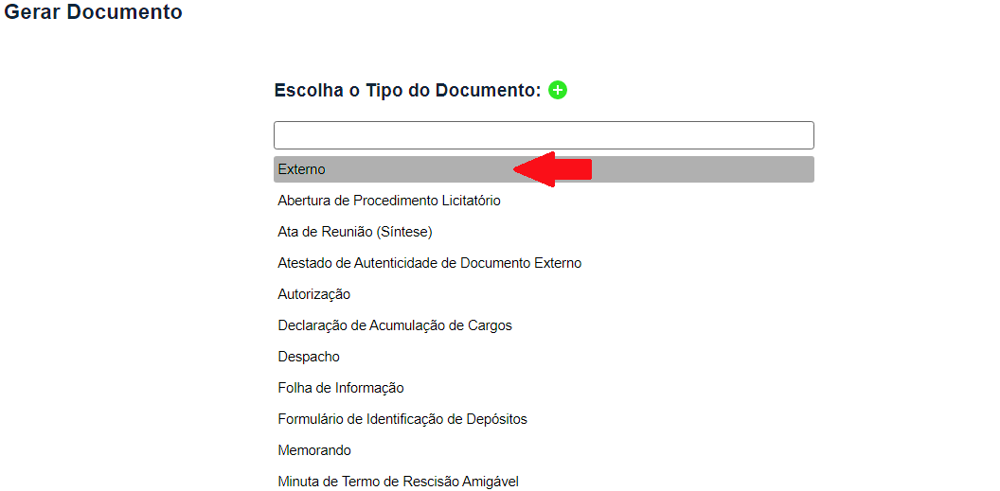 Gerar Documento
Escolha o Tipo do Documento:
Externo
Abertura de Procedimento Licitatório
Ata de Reunião (Síntese)
Atestado de Autenticidade de Documento Externo
Autorização
Declaração de Acumulação de Cargos
Despacho
Folha de Informação
Formulário de Identificação de Depósitos
Memorando
Minuta de Termo de Rescisão Amigável